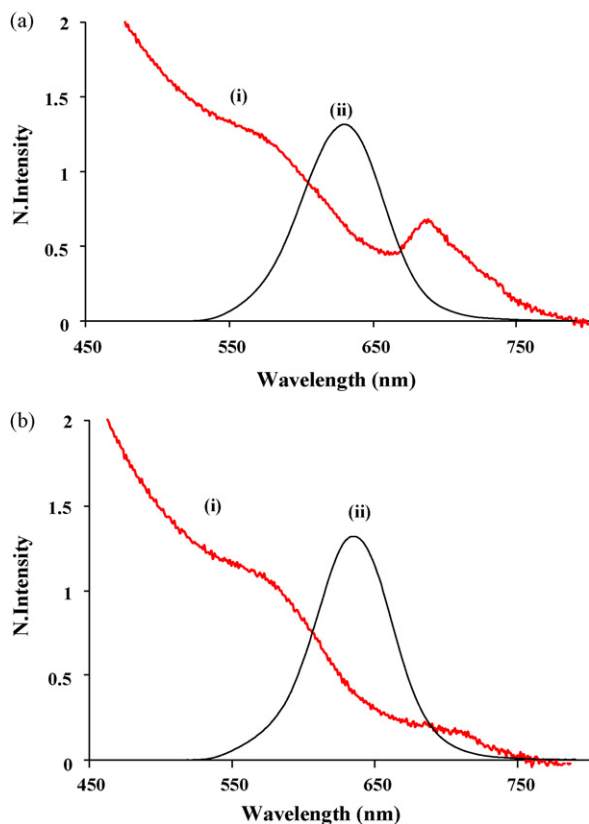 (a)
2
(i)
(ii)
1.5
N.Intensity
1
0.5
0
450 550 650 750
Wavelength (nm)
(b)
2
(i)
(ii)
1.5
N.Intensity
1
0.5
0
450 550 650 750
Wavelength (nm)